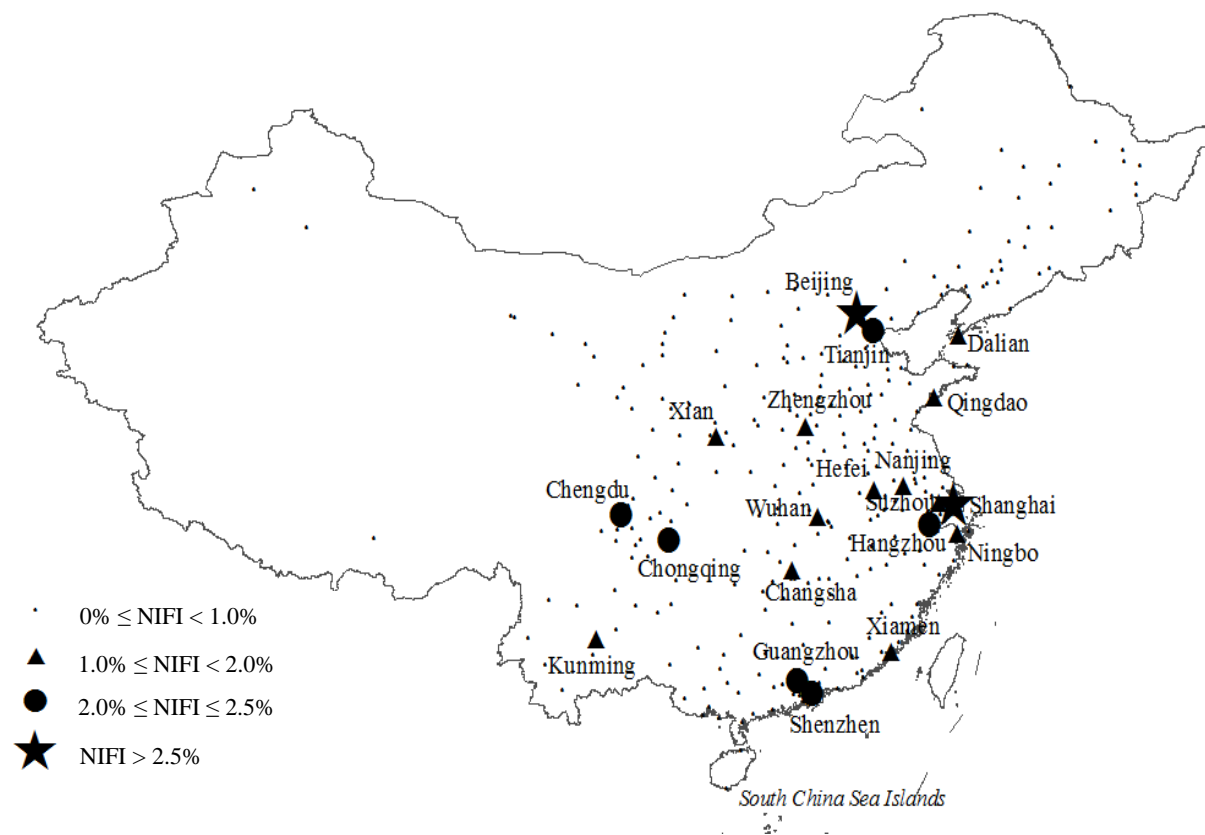 Beijing
Tianjin
Dalian
Zhengzhou
Qingdao
Xian
Hefei
Nanjing
Chengdu
Wuhan
Suzhou
Shanghai
Hangzhou
Ningbo
Chongqing
Changsha
Xiamen
Guangzhou
Kunming
Shenzhen
0% ≤ NIFI < 1.0%
1.0% ≤ NIFI < 2.0%
2.0% ≤ NIFI ≤ 2.5%
NIFI > 2.5%
South China Sea Islands